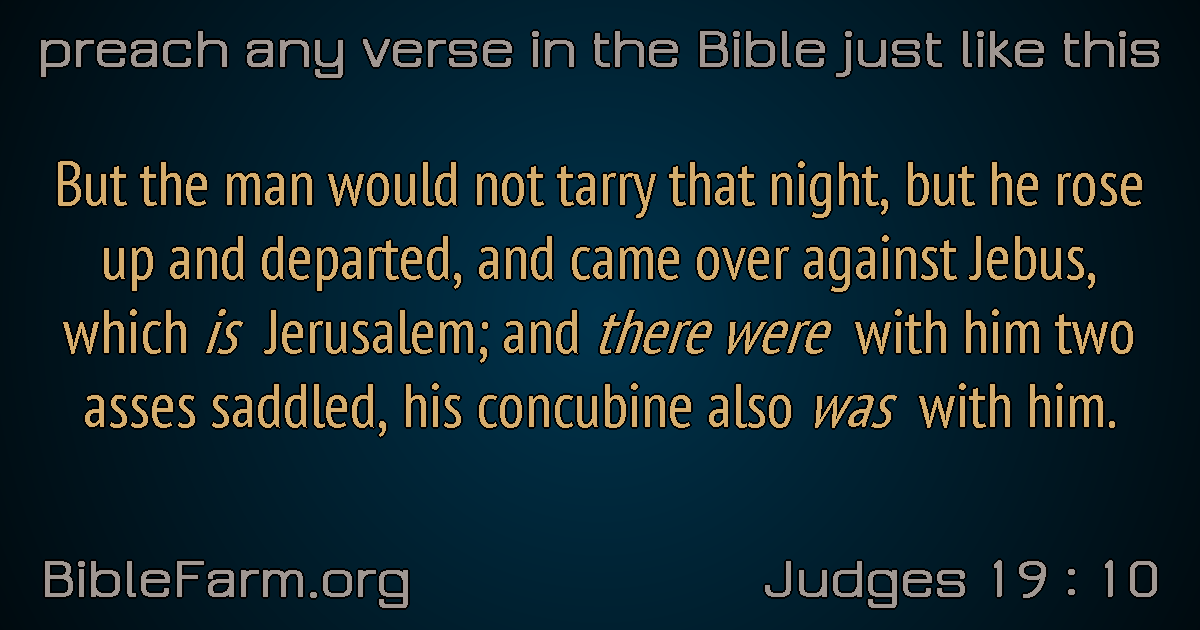 preach any verse in the Bible just like this
But the man would not tarry that night, but he rose
up and departed, and came over against Jebus,
which is Jerusalem; and there were with him two
asses saddled, his concubine also was with him.
BibleFarm.org
Judges 19 : 10